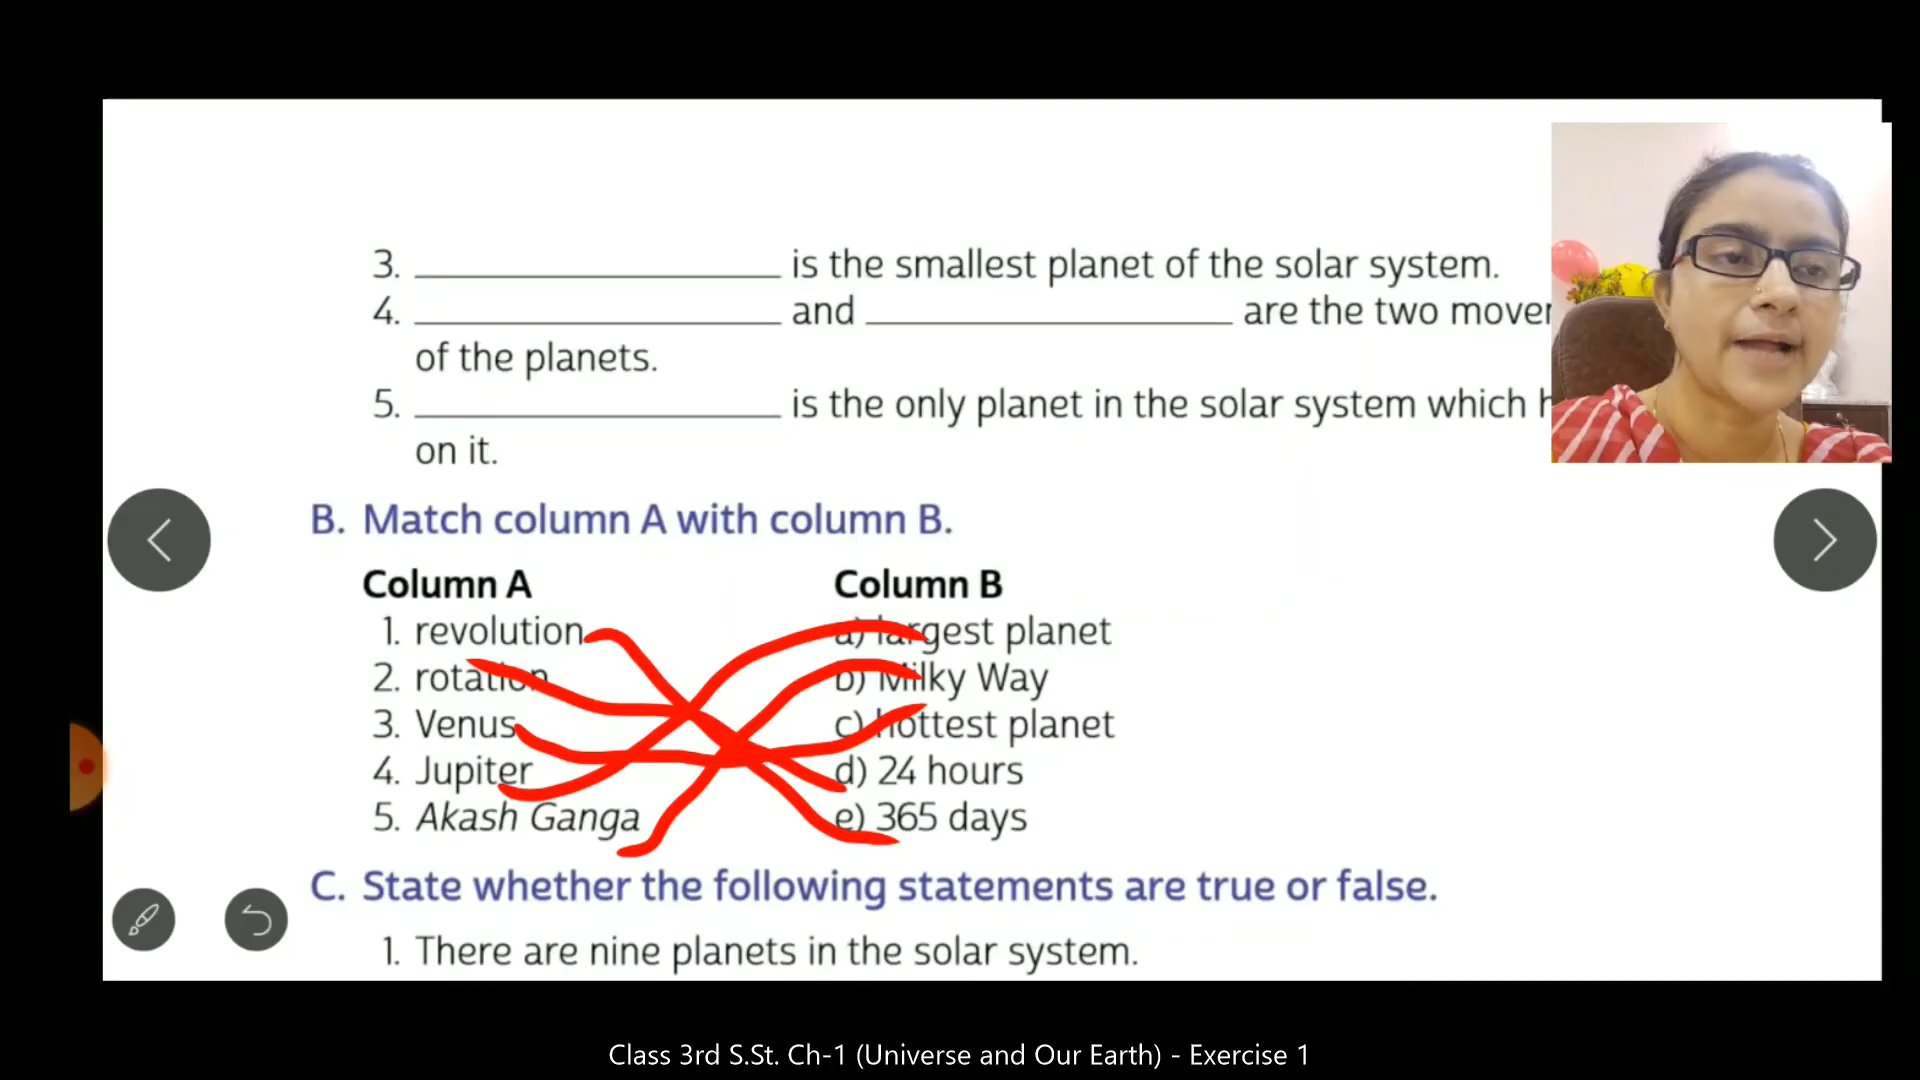 3. ____________ is the smallest planet of the solar system.
4. ____________ and ____________ are the two
of the planets.
5. ____________ is the only planet in the solar system which
on it.
B. Match column A with column B.
Column A Column B
1. revolution a) largest planet
2. rotation b) Milky Way
3. Venus c) hottest planet
4. Jupiter d) 24 hours
5. Akash Ganga e) 365 days
C. State whether the following statements are true or false.
1. There are nine planets in the solar system.
Class 3rd S.St. Ch-1 (Universe and Our Earth) - Exercise 1